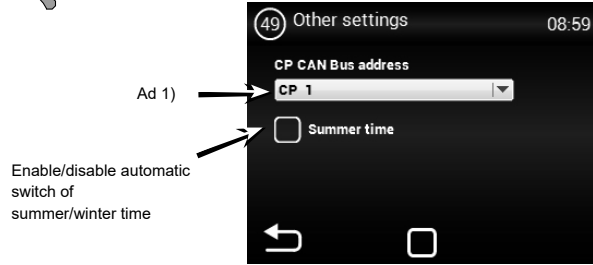 49 Other settings 08:59
CP CAN Bus address
Ad 1) CP 1
Summer time
Enable/disable automatic
switch of
summer/winter time